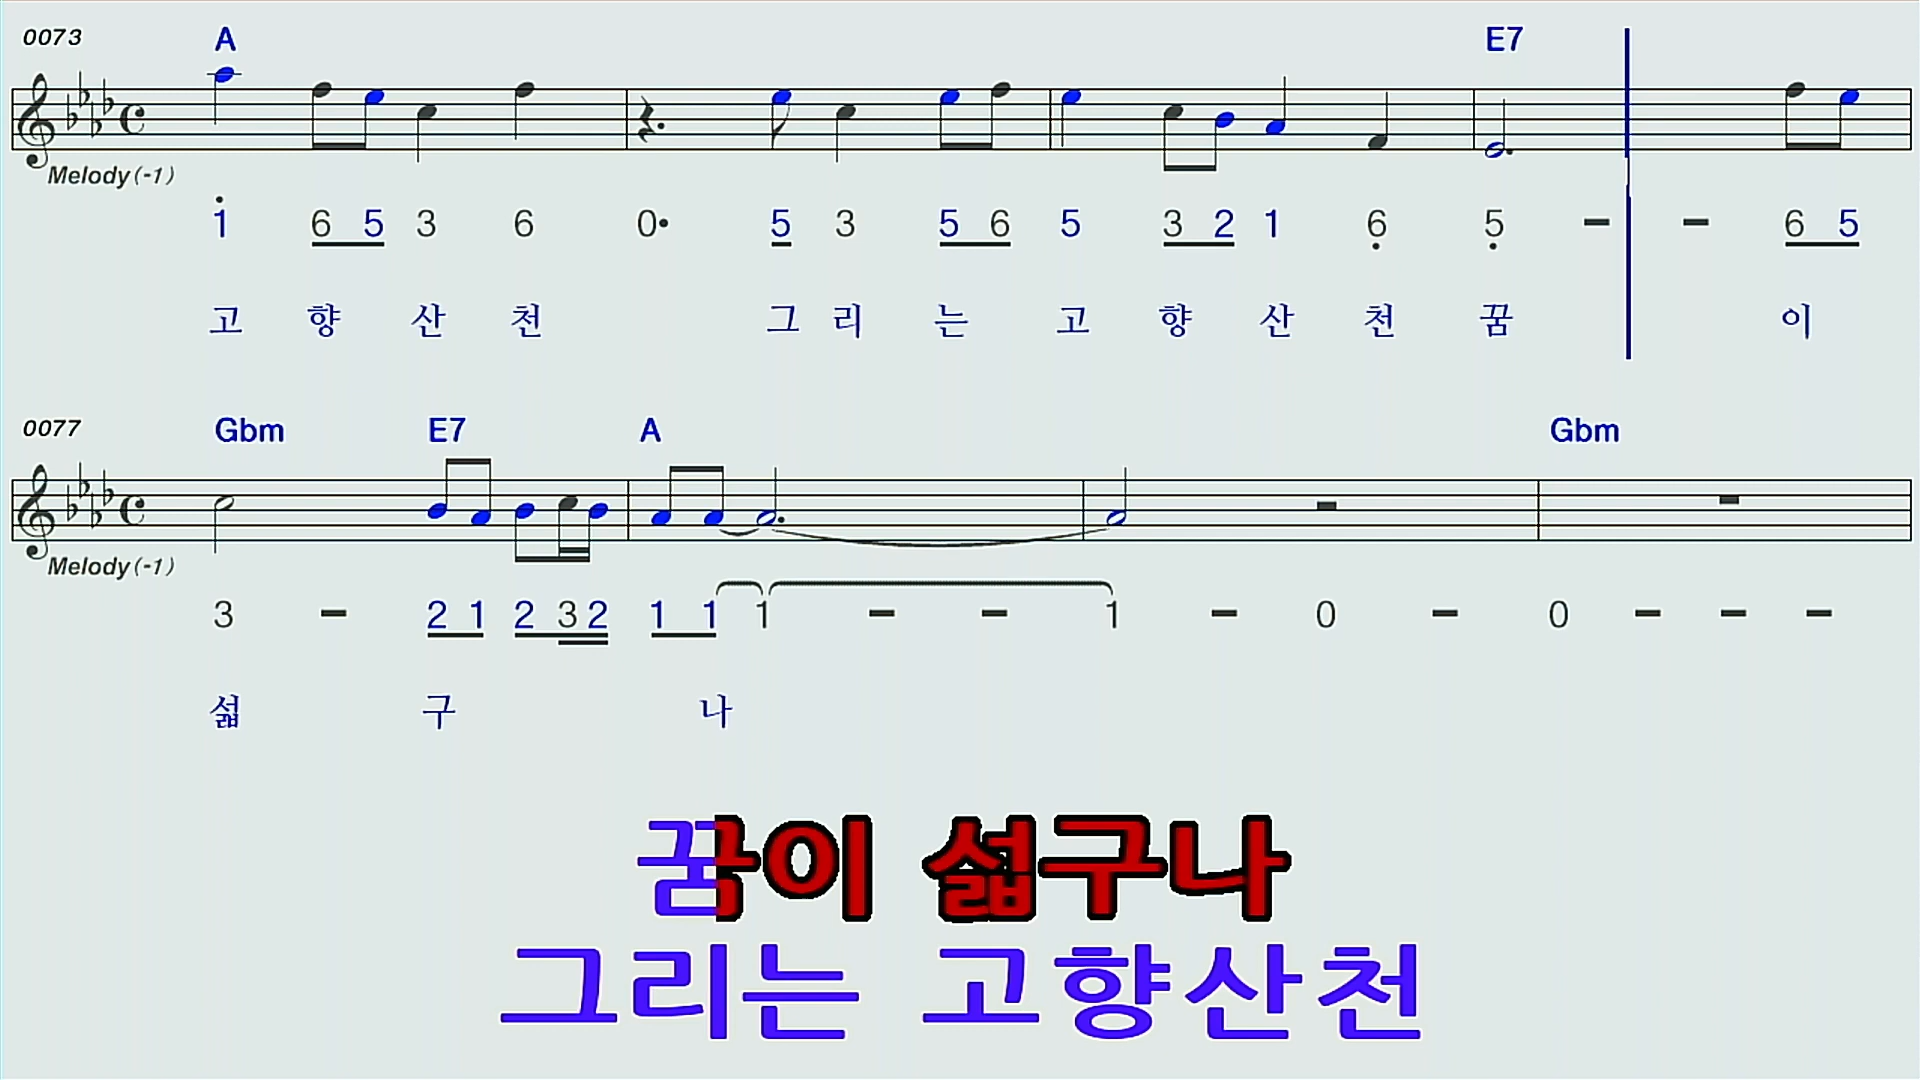 0073 A E7
Melody(-1)
1 6 5 3 6 0• 5 3 5 6 5 3 2 1 6 5 - - 6 5
고 향 산 천 그 리 는 고 향 산 천 꿈 이
0077 Gbm E7 A Gbm
Melody(-1)
3 - 2 1 2 3 2 1 1 1 - - 1 - 0 - 0 - - -
섧 구 나
꿈이 섧구나
그리는 고향산천